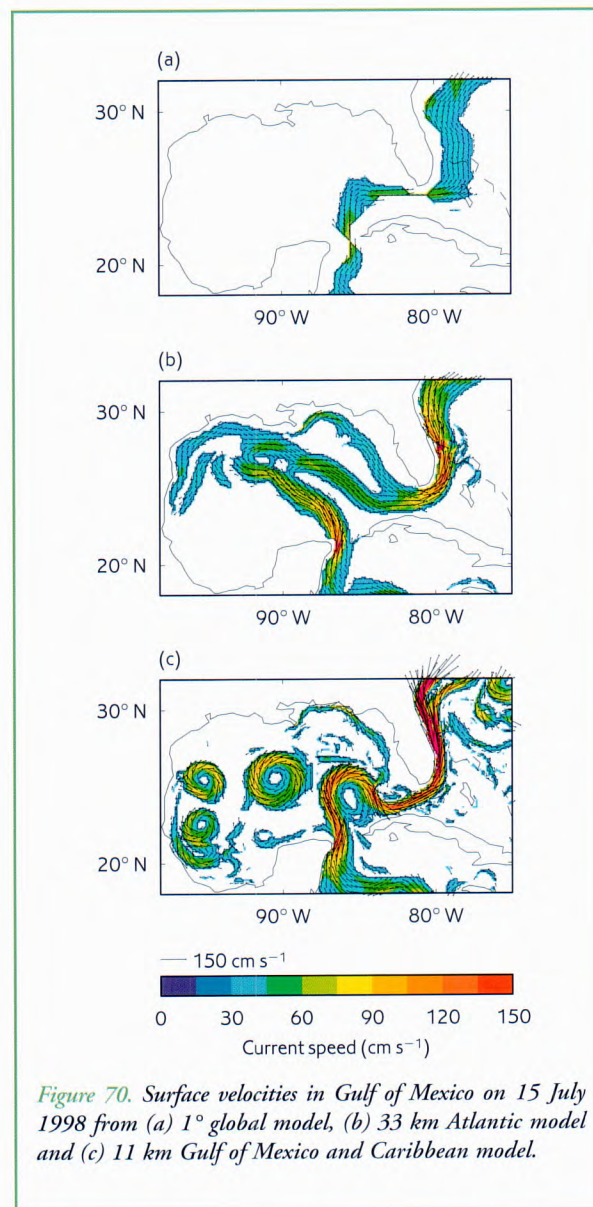 (a)
30° N
20° N
90° W 80° W
(b)
30° N
20° N
90° W 80° W
(c)
30° N
20° N
90° W 80° W
150 cm s⁻¹
0 30 60 90 120 150
Current speed (cm s⁻¹)
Figure 70. Surface velocities in Gulf of Mexico on 15 July
1998 from (a) 1° global model, (b) 33 km Atlantic model
and (c) 11 km Gulf of Mexico and Caribbean model.